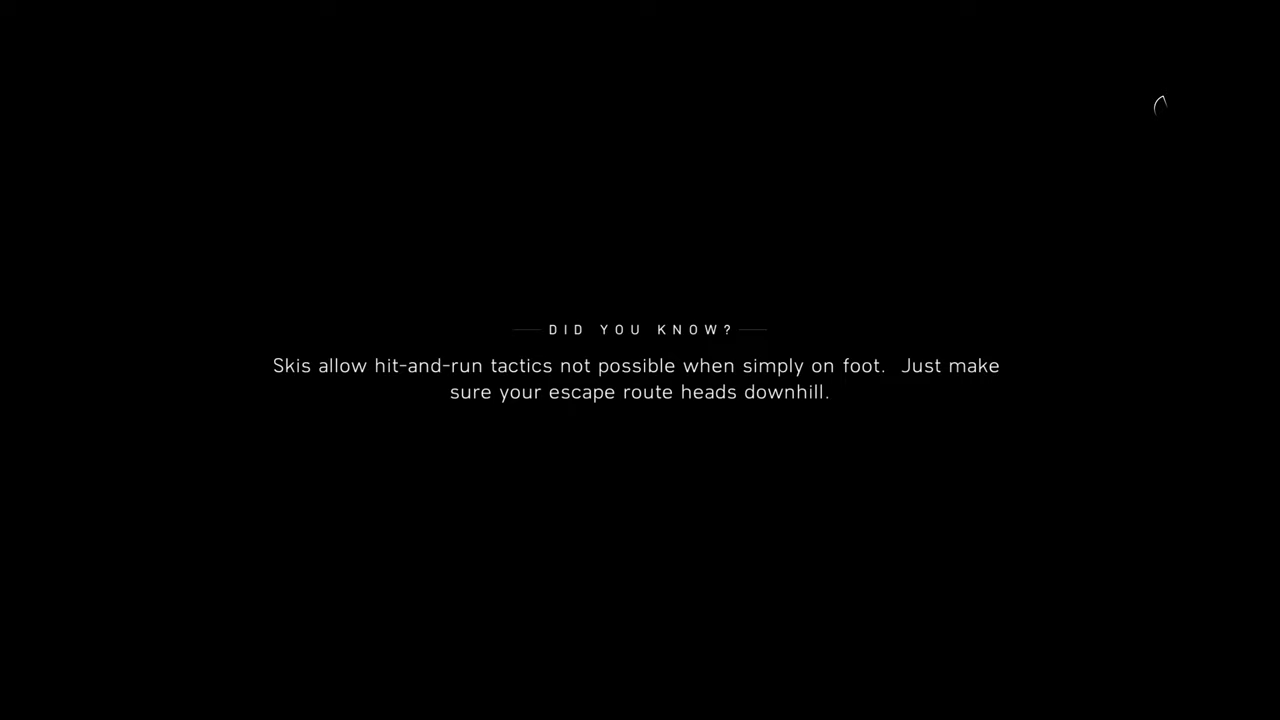 DID YOU KNOW?
Skis allow hit-and-run tactics not possible when simply on foot.  Just make
sure your escape route heads downhill.